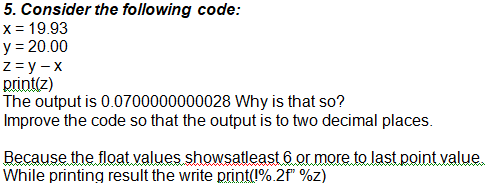 5. Consider the following code:
x = 19.93
y = 20.00
z = y – x
print(z)
The output is 0.0700000000028 Why is that so?
Improve the code so that the output is to two decimal places.
Because the float values showsatleast 6 or more to last point value.
While printing result the write print(!%.2f” %z)